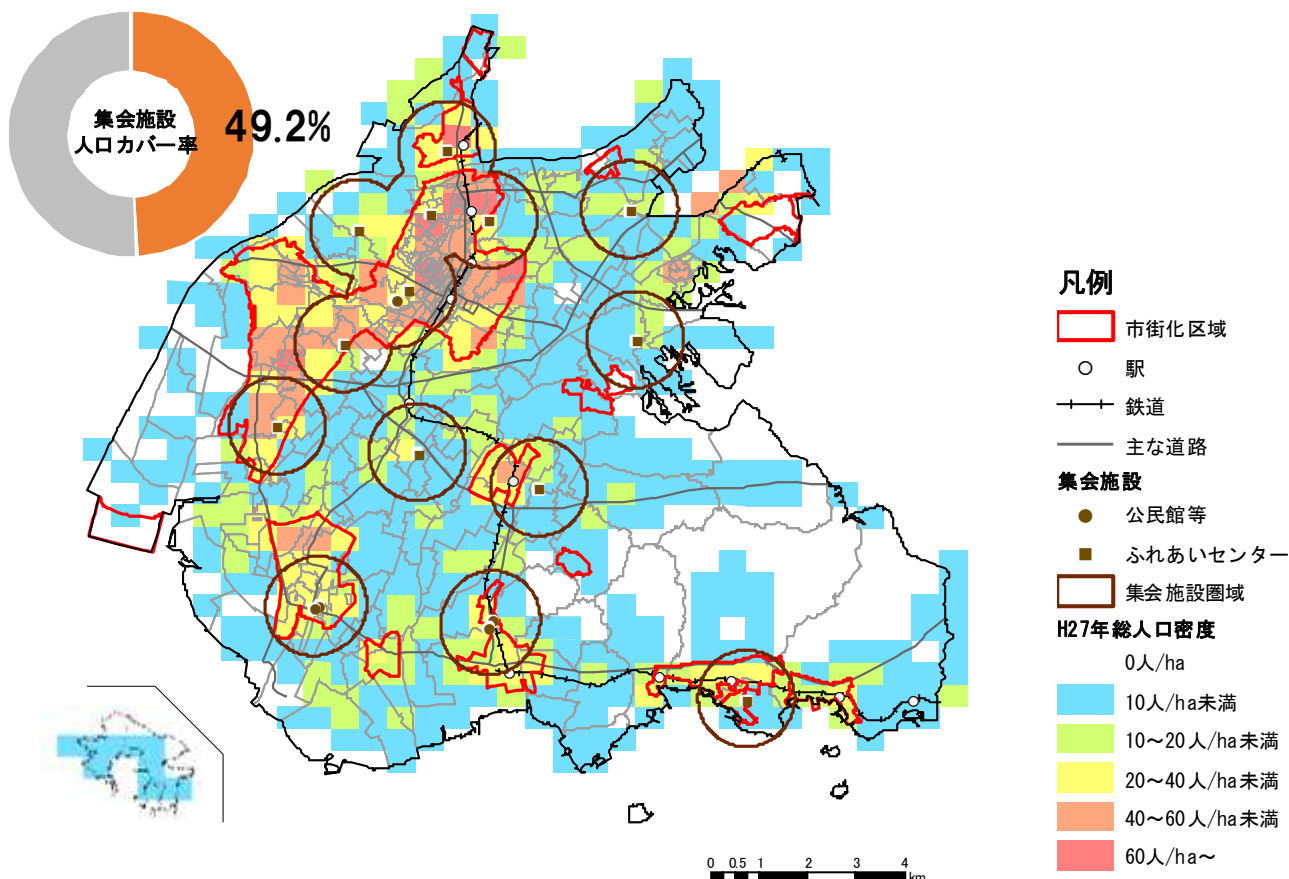 集会施設
人口カバー率
49.2%
凡例
市街化区域
駅
鉄道
主な道路
集会施設
公民館等
ふれあいセンター
集会施設圏域
H27年総人口密度
0人/ha
10人/ha未満
10～20人/ha未満
20～40人/ha未満
40～60人/ha未満
60人/ha～
0 0.5 1 2 3 4
km